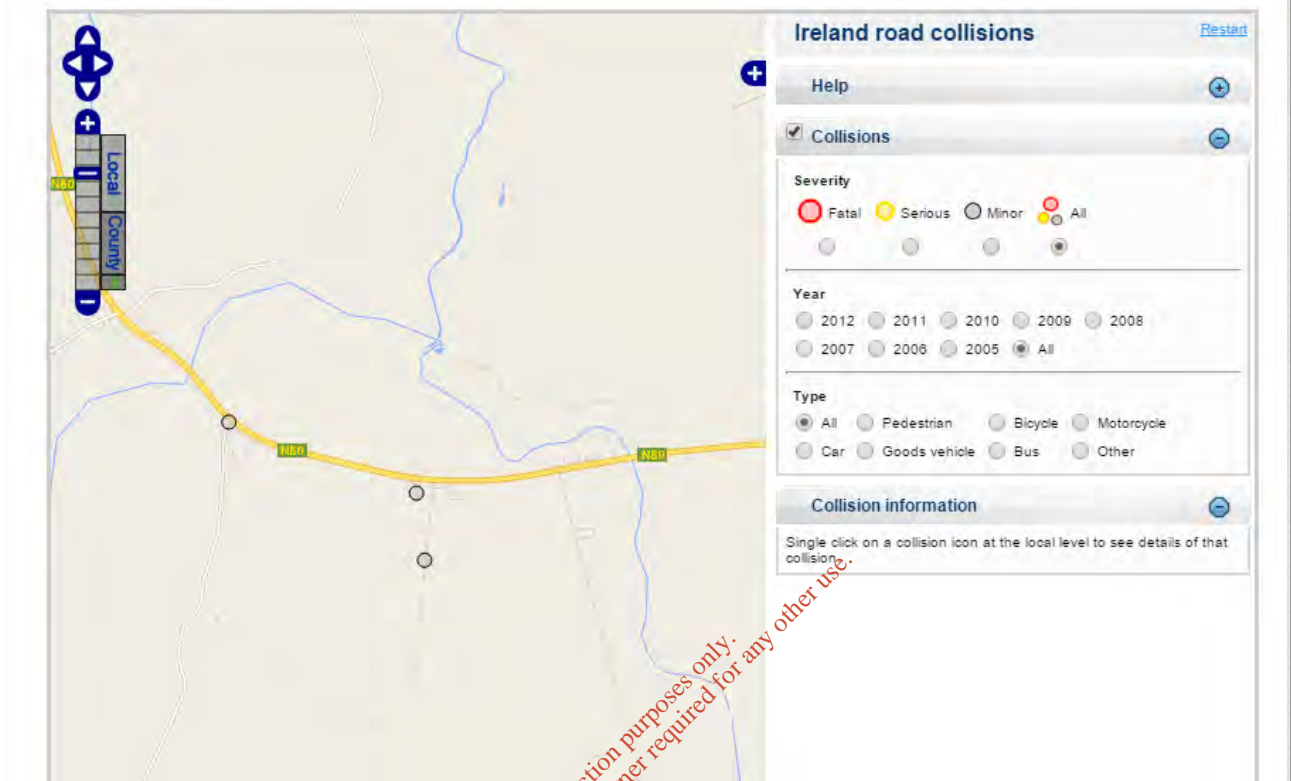 Ireland road collisions
Restart
Help
Collisions
Severity
Fatal Serious Minor All
Year
2012 2011 2010 2009 2008
2007 2006 2005 All
Type
All Pedestrian Bicycle Motorcycle
Car Goods vehicle Bus Other
Collision information
Single click on a collision icon at the local level to see details of that
collision.
Local
County
N80
N80
N80
purposes only.
required for any other use.